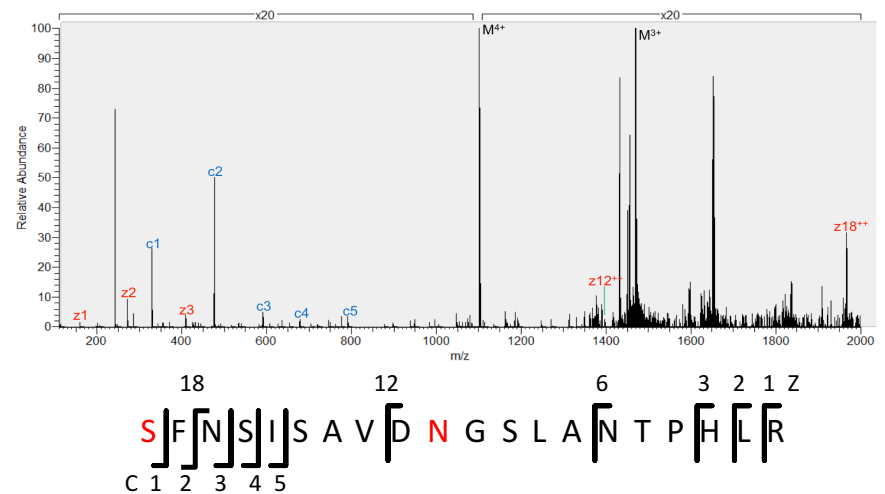 x20 x20
100
90
80
70
60
50
40
30
20
10
0
Relative Abundance
M4+
M3+
c2
c1
z2
z1
z3
c3
c4
c5
z12++
z18++
200 400 600 800 1000 1200 1400 1600 1800 2000
m/z
18 12 6 3 2 1 Z
S F N S I S A V D N G S L A N T P H L R
C 1 2 3 4 5